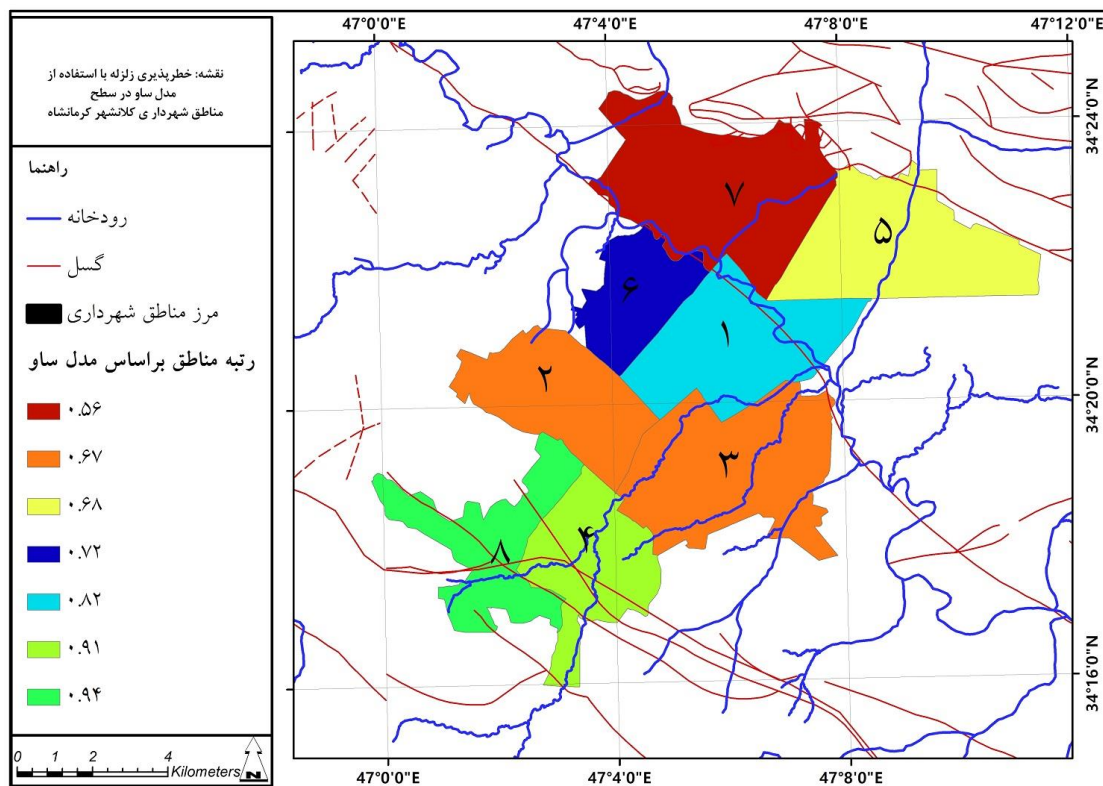 نقشه: خطرپذیری زلزله با استفاده از
مدل ساو در سطح
مناطق شهردار ی کلانشهر کرمانشاه
راهنما
رودخانه
گسل
مرز مناطق شهرداری
رتبه مناطق براساس مدل ساو
۰.۵۶
۰.۶۷
۰.۶۸
۰.۷۲
۰.۸۲
۰.۹۱
۰.۹۴
0 1 2 4
Kilometers
N
47°0'0"E 47°4'0"E 47°8'0"E 47°12'0"E
34°24'0"N
34°20'0"N
34°16'0"N
۷
۵
۶
۱
۲
۳
۴
۸
47°0'0"E 47°4'0"E 47°8'0"E